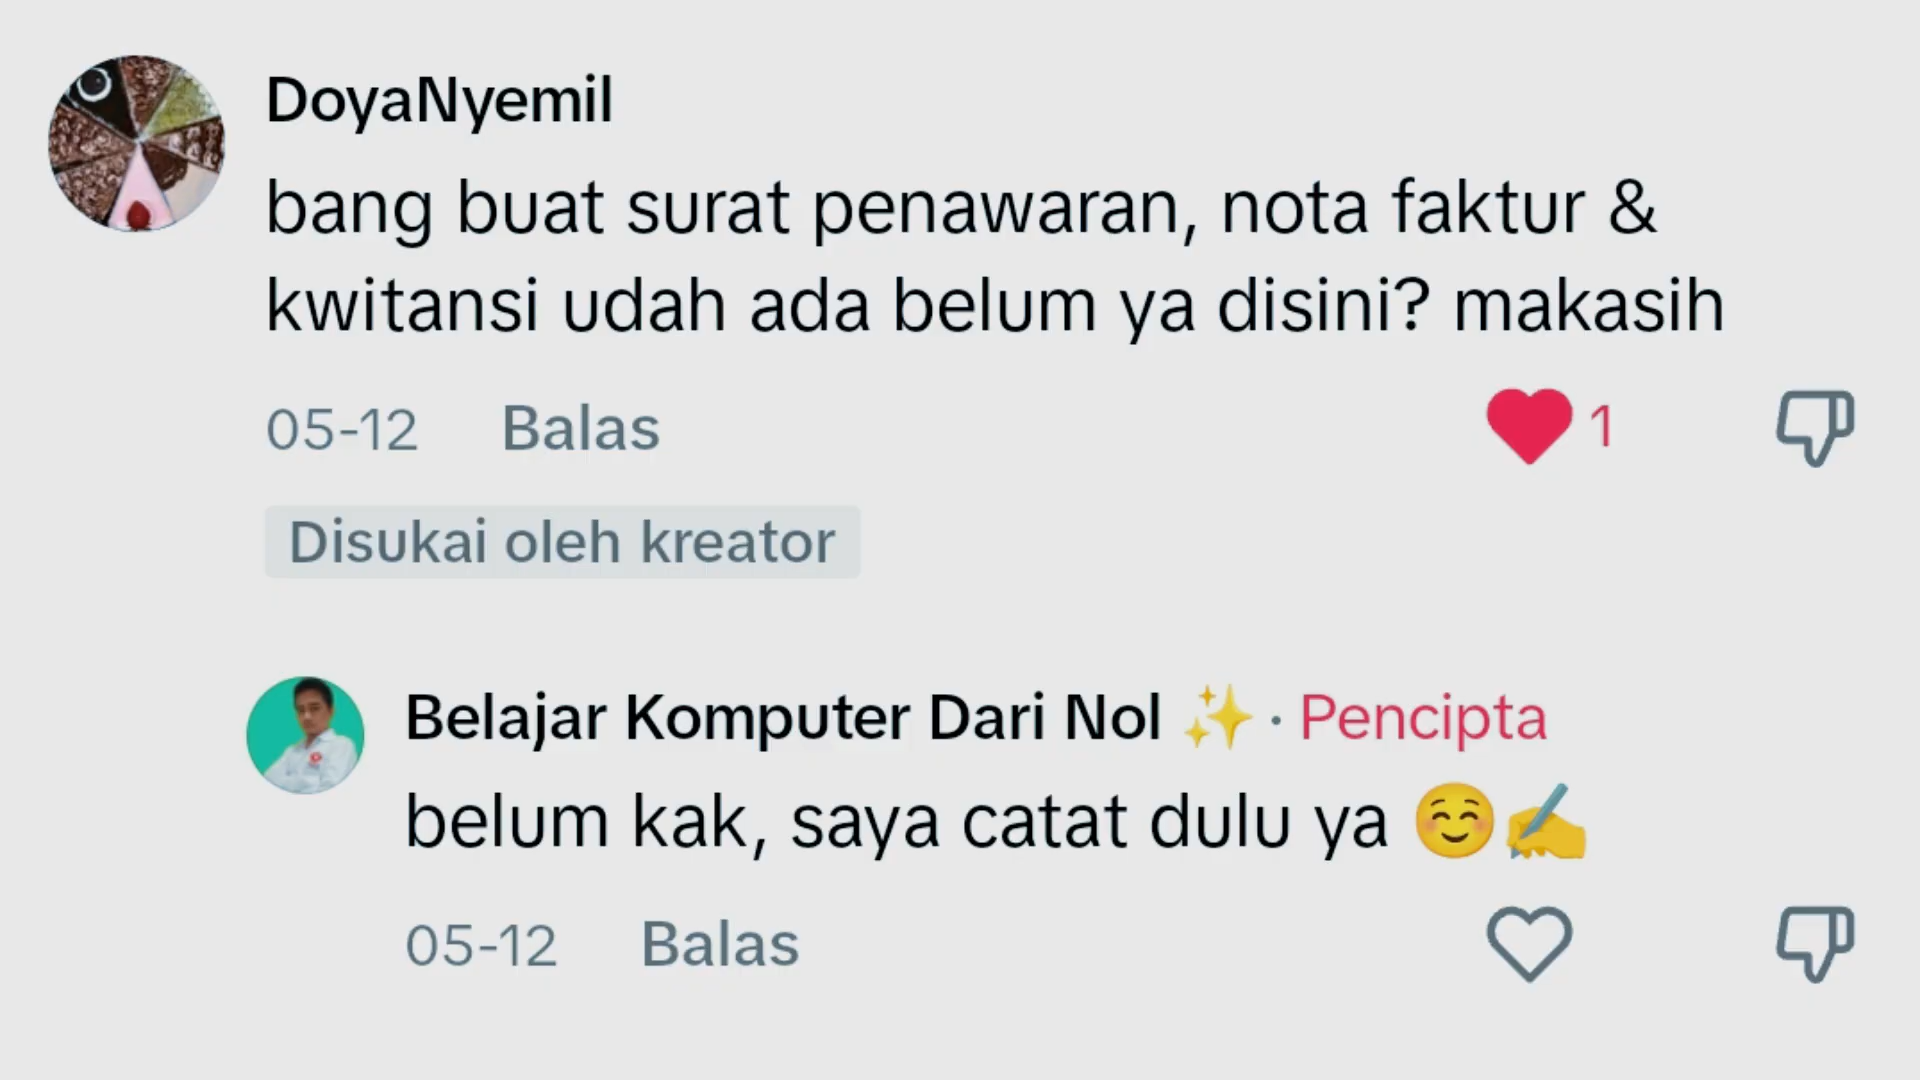 DoyaNyemil
bang buat surat penawaran, nota faktur &
kwitansi udah ada belum ya disini? makasih
05-12 Balas 1
Disukai oleh kreator
Belajar Komputer Dari Nol ✨ · Pencipta
belum kak, saya catat dulu ya ☺️✍️
05-12 Balas